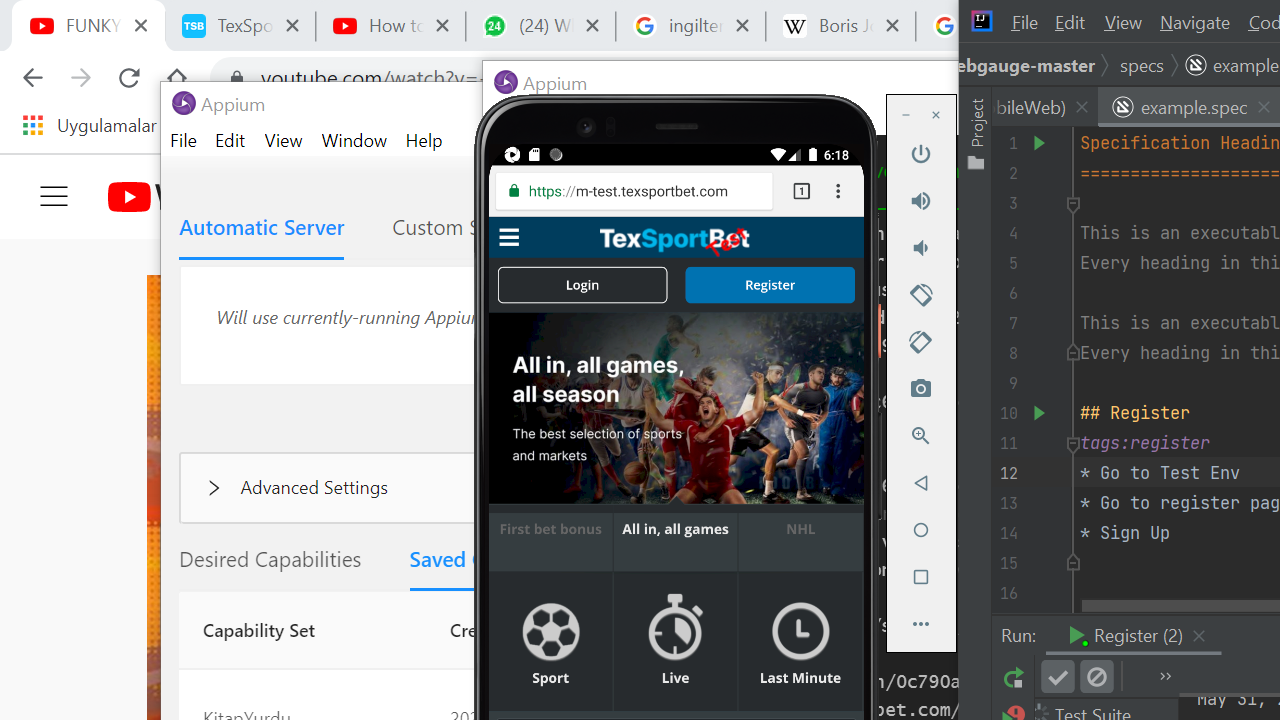 FUNKY
TSB
TexSpo
How to
24
(24) W
ingilter
Boris Jo
youtube.com/watch?v=
Uygulamalar
Appium
File Edit View Window Help
Automatic Server
Custom S
Will use currently-running Appium
Advanced Settings
Desired Capabilities
Saved C
Capability Set
Cre
KitapYurdu
202
Appium
6:18
https://m-test.texsportbet.com
1
TexSportBet
Test
Login
Register
All in, all games,
all season
The best selection of sports
and markets
First bet bonus
All in, all games
NHL
Sport
Live
Last Minute
n/0c790a
bet.com/
IJ
File Edit View Navigate Cod
ebgauge-master
specs
example
Project
bileWeb)
example.spec
1 Specification Headin
2 =====================
3
4 This is an executabl
5 Every heading in thi
6
7 This is an executabl
8 Every heading in thi
9
10 ## Register
11 tags:register
12 * Go to Test Env
13 * Go to register pag
14 * Sign Up
15
16
Run:
Register (2)
>>
Test Suite
May 31,